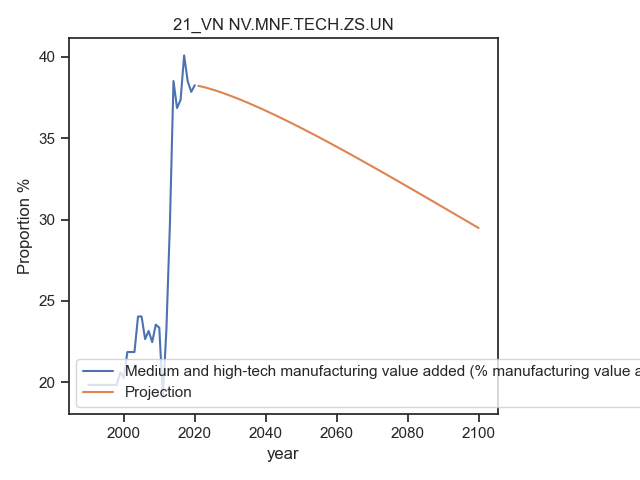 21_VN NV.MNF.TECH.ZS.UN
40
35
30
25
20
Proportion %
Medium and high-tech manufacturing value added (% manufacturing value
Projection
2000 2020 2040 2060 2080 2100
year